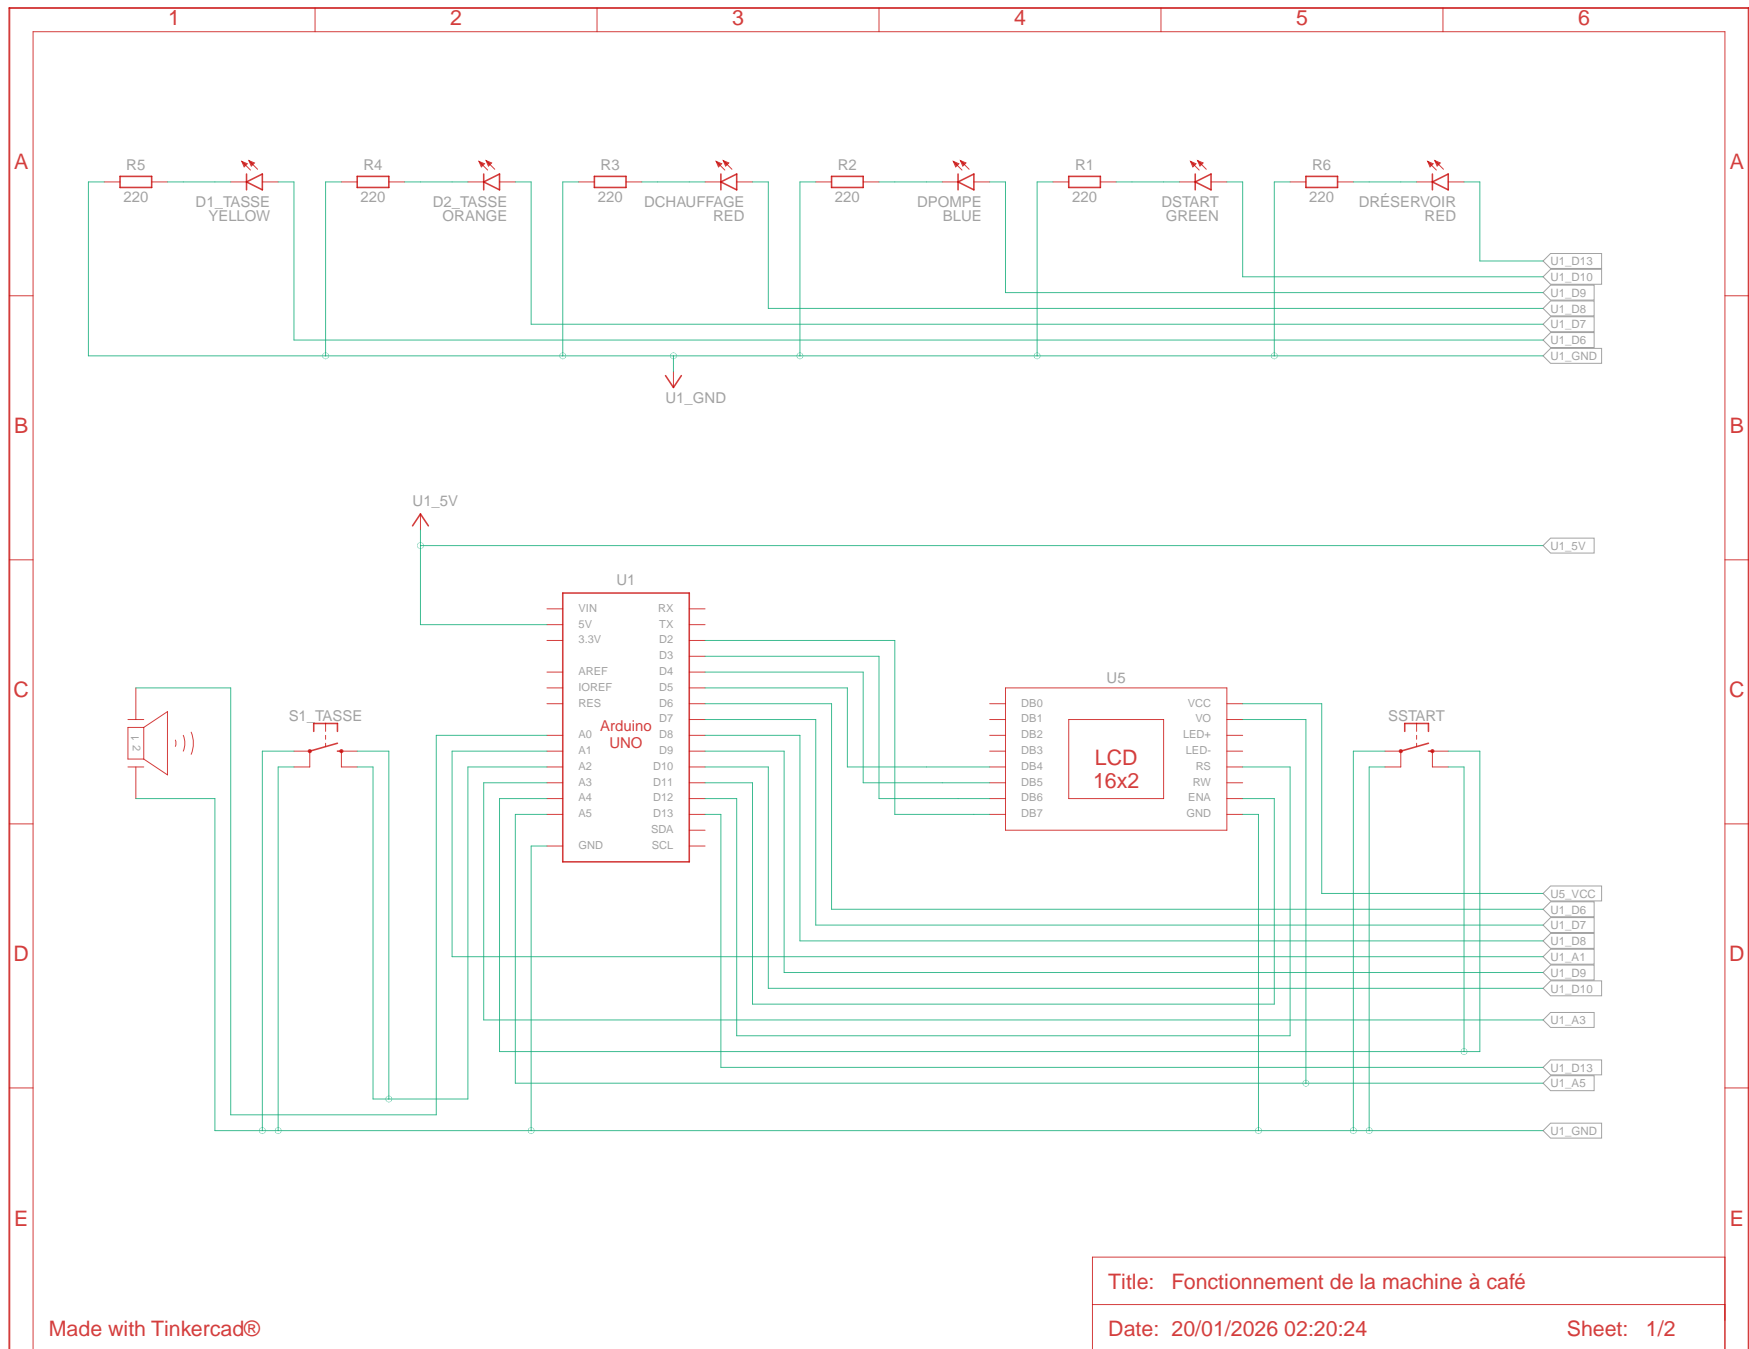 1 2 3 4 5 6
A A
R5 R4 R3 R2 R1 R6
220 220 220 220 220 220
D1_TASSE D2_TASSE DCHAUFFAGE DPOMPE DSTART DRÉSERVOIR
YELLOW ORANGE RED BLUE GREEN RED
U1_D13
U1_D10
U1_D9
U1_D8
U1_D7
U1_D6
U1_GND
U1_GND
B B
U1_5V
U1_5V
U1
VIN RX
5V TX
3.3V D2
D3
AREF D4
IOREF D5
RES D6
D7
A0 D8
A1 D9
A2 D10
A3 D11
A4 D12
A5 D13
SDA
GND SCL
Arduino
UNO
C C
1 2
S1_TASSE
U5
DB0 VCC
DB1 VO
DB2 LED+
DB3 LED-
DB4 RS
DB5 RW
DB6 ENA
DB7 GND
LCD
16x2
SSTART
U5_VCC
U1_D6
U1_D7
U1_D8
U1_A1
U1_D9
U1_D10
U1_A3
U1_D13
U1_A5
U1_GND
D D
E E
Title: Fonctionnement de la machine à café
Made with Tinkercad®
Date: 20/01/2026 02:20:24 Sheet: 1/2